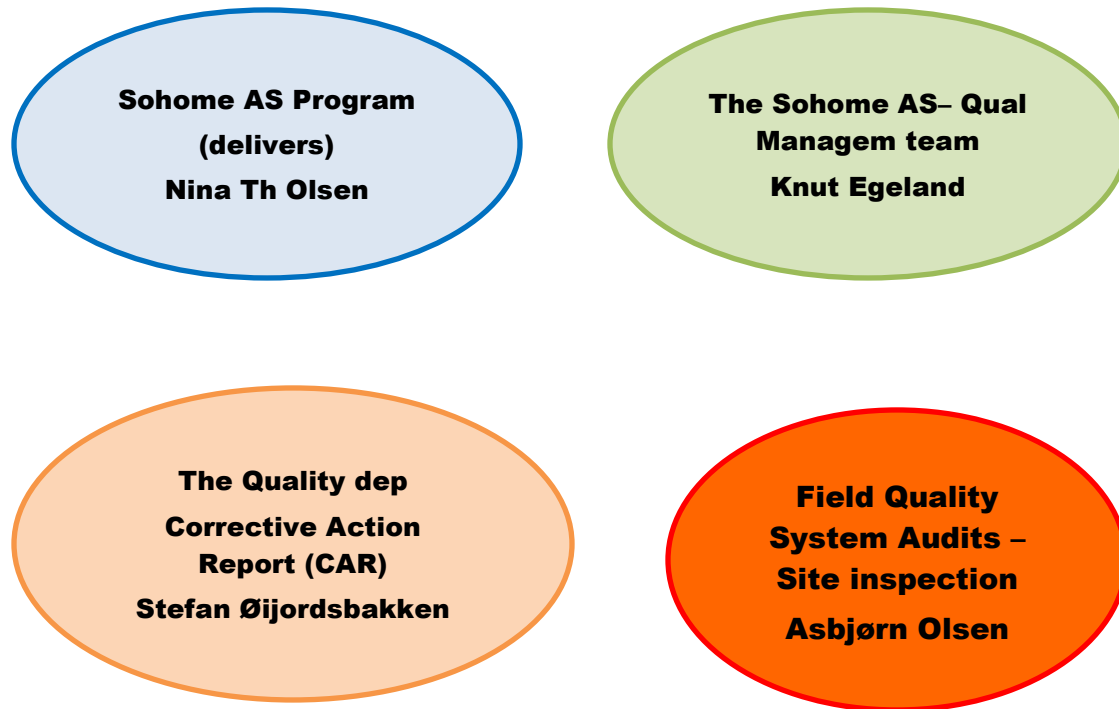 Sohome AS Program
(delivers)
Nina Th Olsen
The Sohome AS– Qual
Managem team
Knut Egeland
The Quality dep
Corrective Action
Report (CAR)
Stefan Øijordsbakken
Field Quality
System Audits –
Site inspection
Asbjørn Olsen